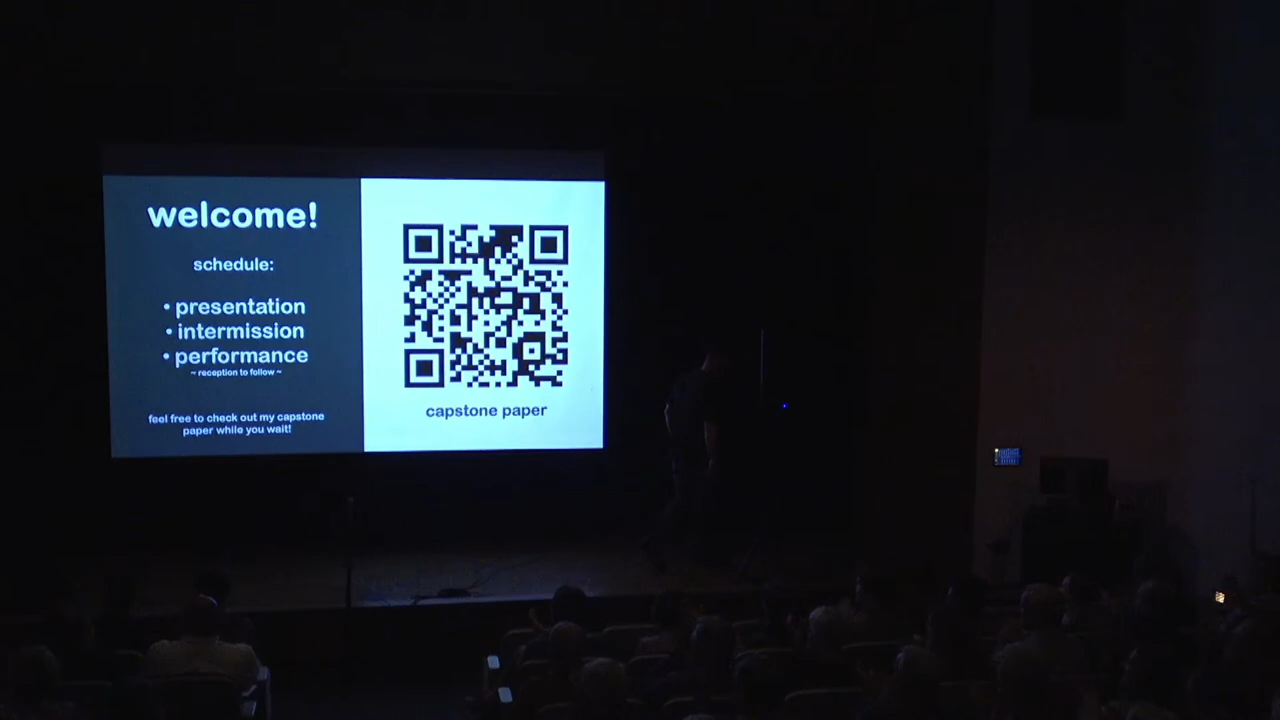 welcome!
schedule:
• presentation
• intermission
• performance
~ reception to follow ~
feel free to check out my capstone
paper while you wait!
capstone paper